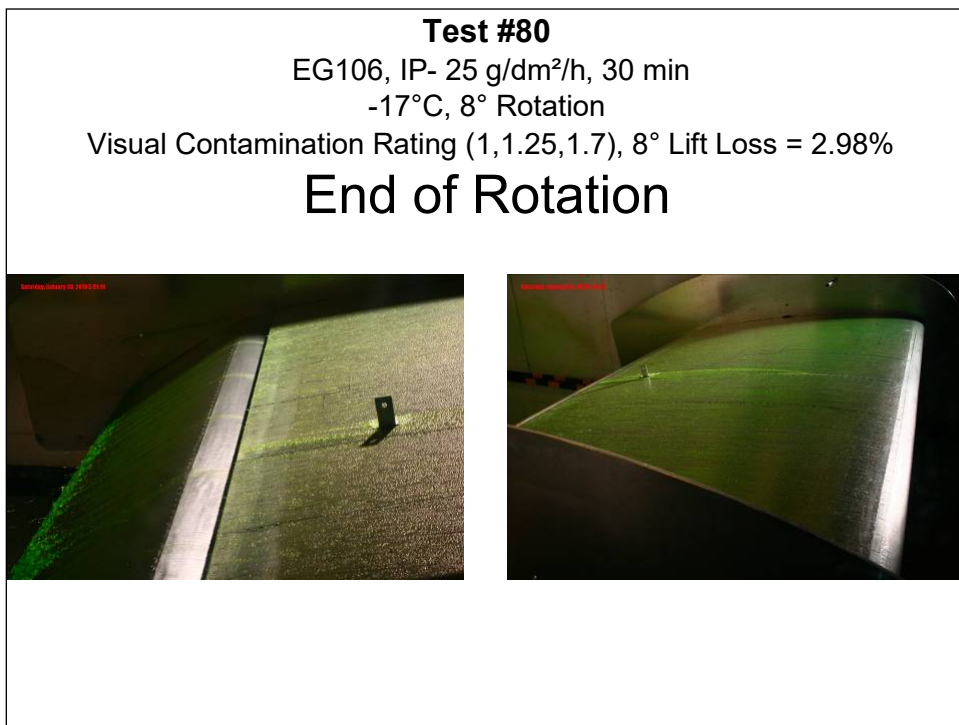 Test #80
EG106, IP- 25 g/dm²/h, 30 min
-17°C, 8° Rotation
Visual Contamination Rating (1,1.25,1.7), 8° Lift Loss = 2.98%
End of Rotation